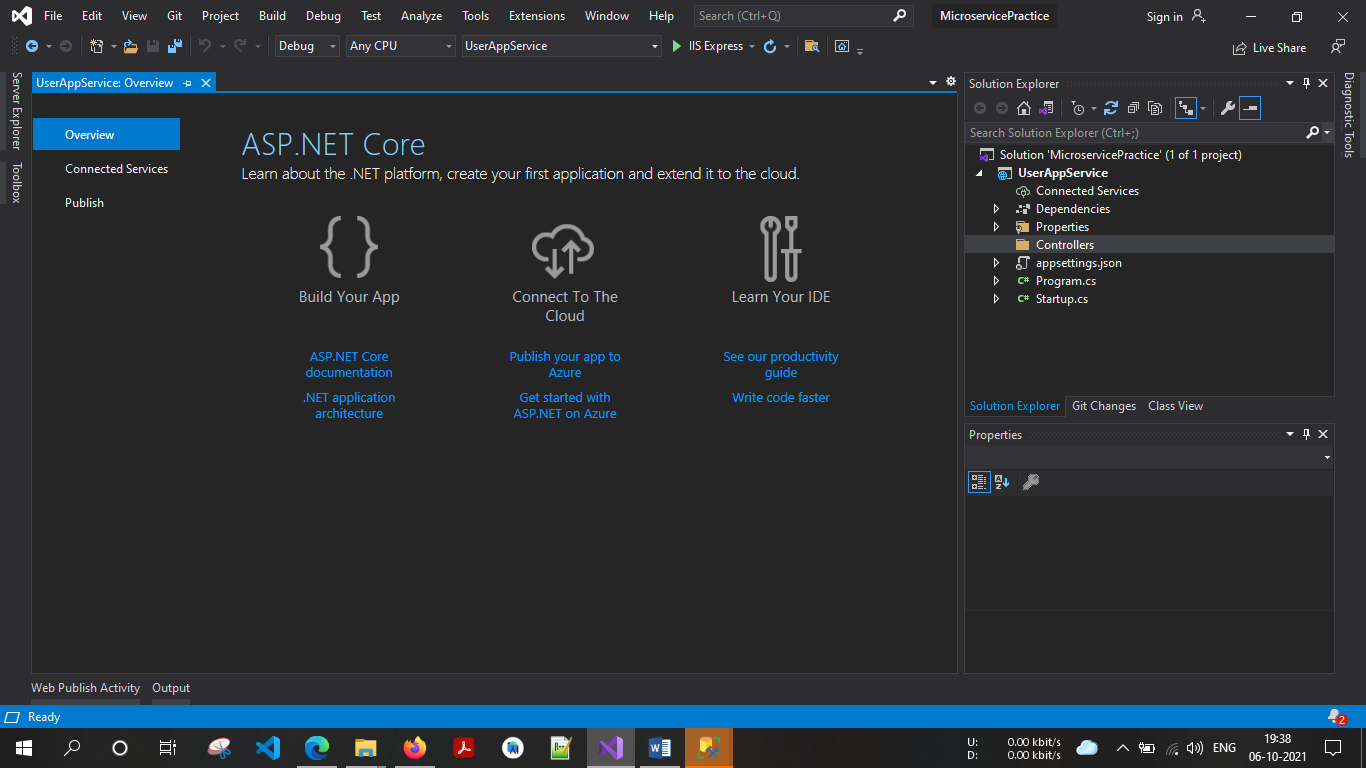 File Edit View Git Project Build Debug Test Analyze Tools Extensions Window Help Search (Ctrl+Q) MicroservicePractice Sign in
Debug Any CPU UserAppService IIS Express Live Share
Server Explorer
Toolbox
UserAppService: Overview
Overview
Connected Services
Publish
ASP.NET Core
Learn about the .NET platform, create your first application and extend it to the cloud.
Build Your App
ASP.NET Core
documentation
.NET application
architecture
Connect To The
Cloud
Publish your app to
Azure
Get started with
ASP.NET on Azure
Learn Your IDE
See our productivity
guide
Write code faster
Solution Explorer
Search Solution Explorer (Ctrl+;)
Solution 'MicroservicePractice' (1 of 1 project)
UserAppService
Connected Services
Dependencies
Properties
Controllers
appsettings.json
C# Program.cs
C# Startup.cs
Solution Explorer Git Changes Class View
Properties
Diagnostic Tools
Web Publish Activity Output
Ready
2
U: 0.00 kbit/s
D: 0.00 kbit/s
ENG
19:38
06-10-2021